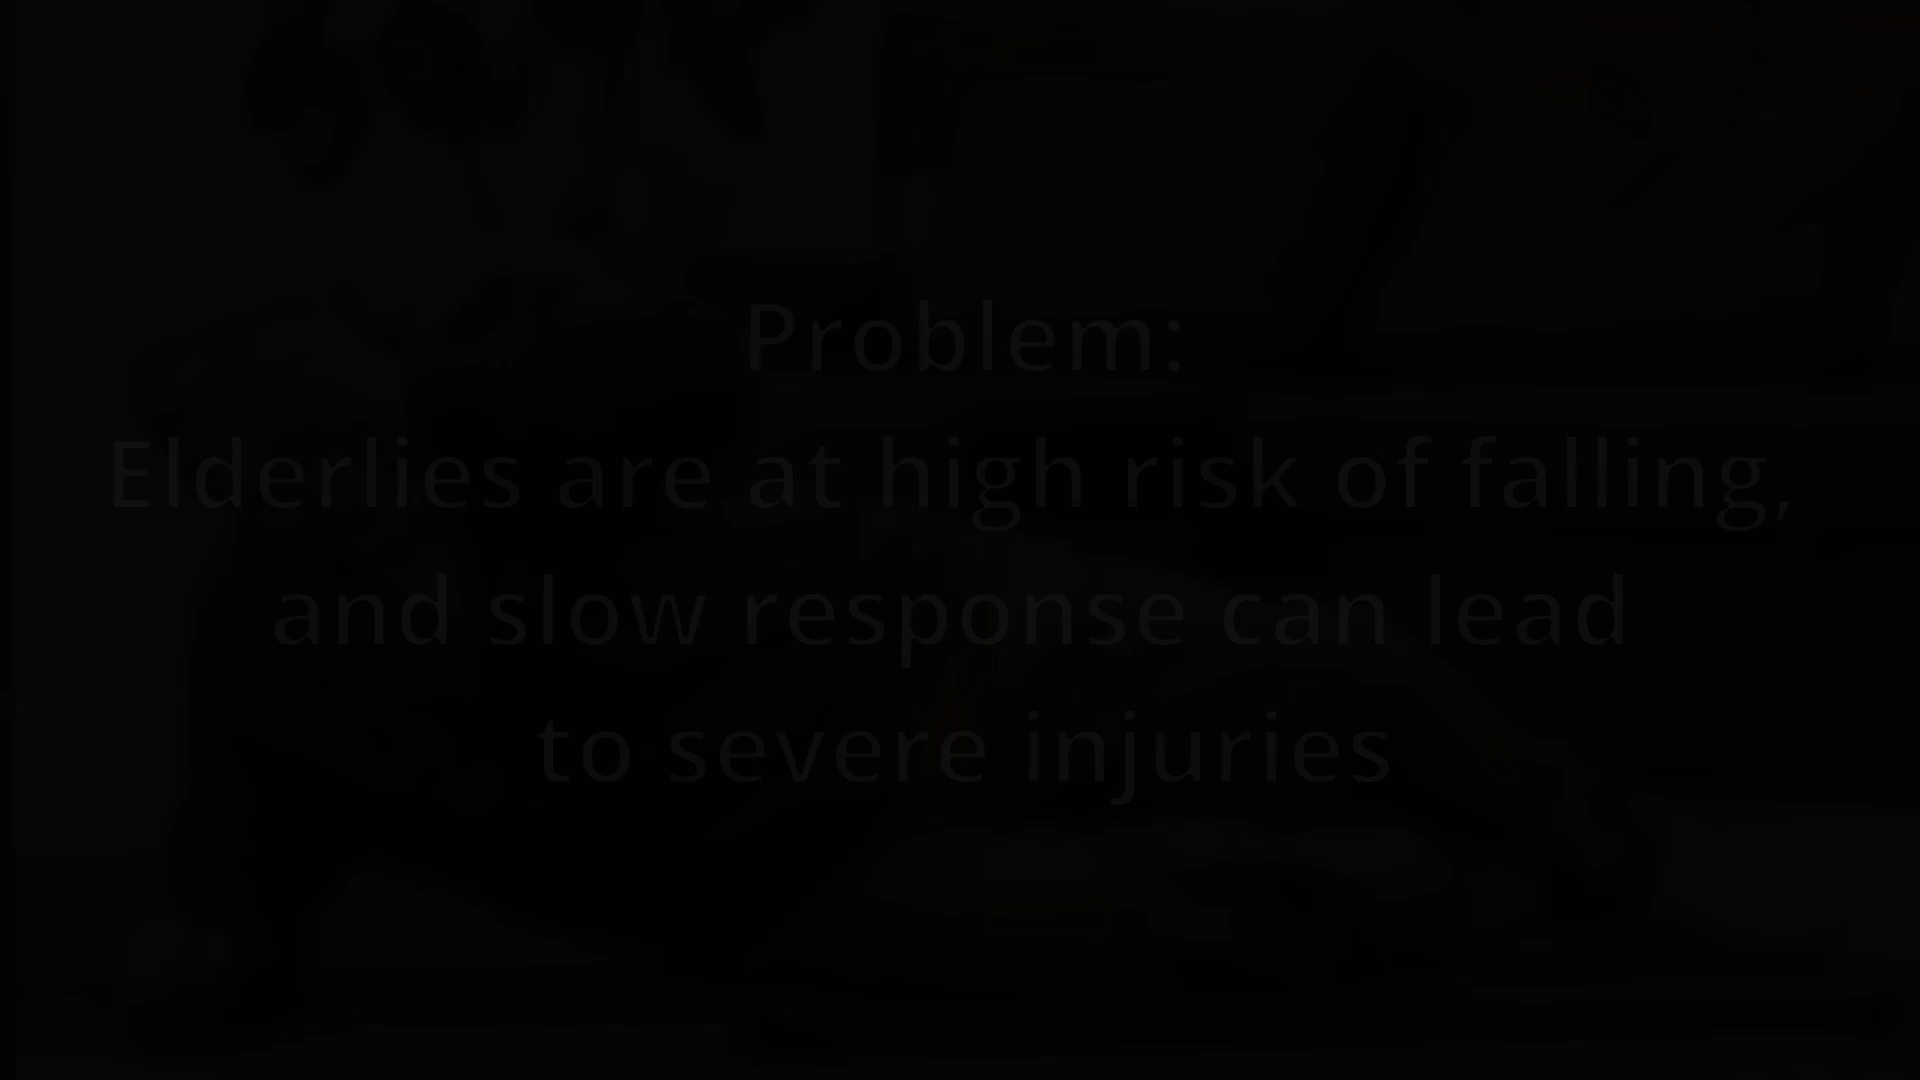 Problem:
Elderlies are at high risk of falling,
and slow response can lead
to severe injuries